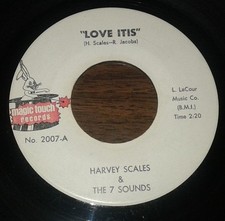 "LOVE ITIS"
(H. Scales-R. Jacobs)
L. LaCour
Music Co.
(B.M.I.)
Time 2:20
magic touch
records
No. 2007-A
HARVEY SCALES
&
THE 7 SOUNDS